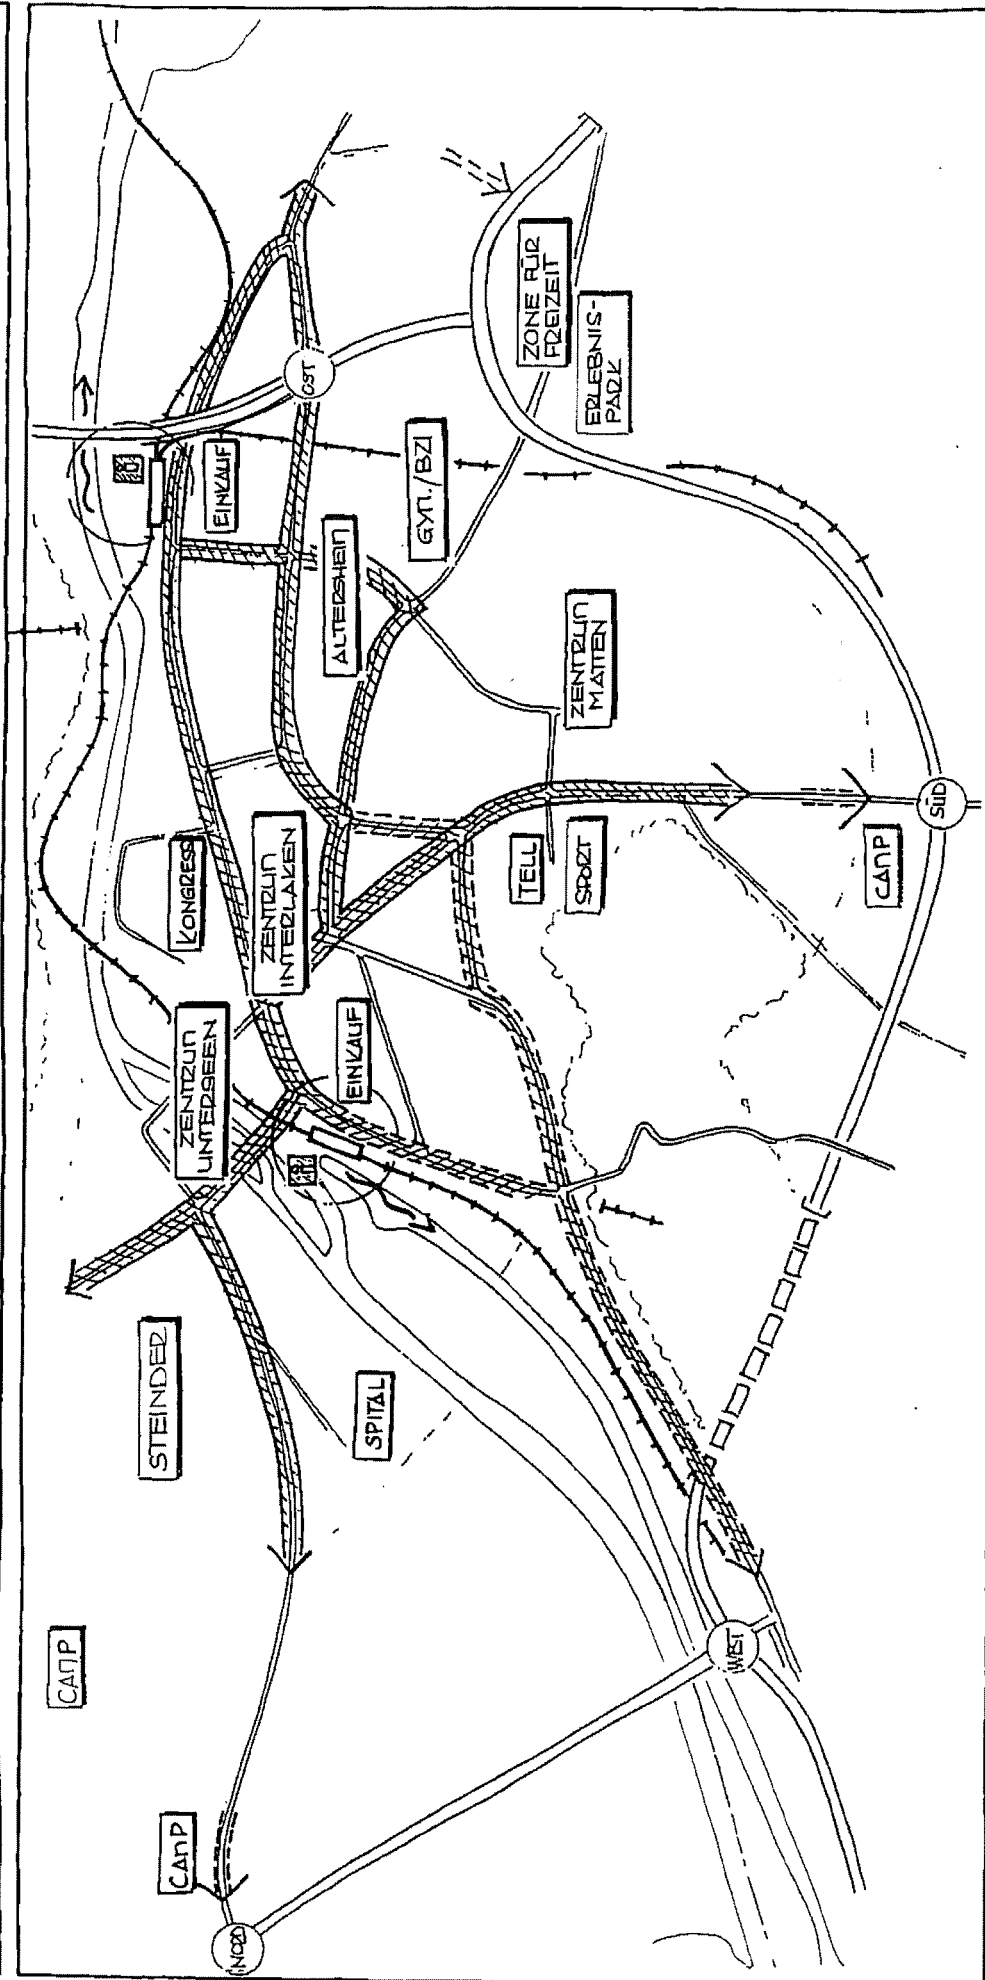 CAMP
STEINDER
CAMP
KONGRESS
ZENTRUM
UNTERSEEN
EINKAUF
NORD
ZENTRUM
INTERLAKEN
OST
ALTERSHEIM
EINKAUF
SPITAL
GYM./BZI
TELL
ZONE FÜR
FREIZEIT
SPORT
ZENTRUM
MATTEN
ERLEBNIS-
PARK
WEST
CAMP
SÜD